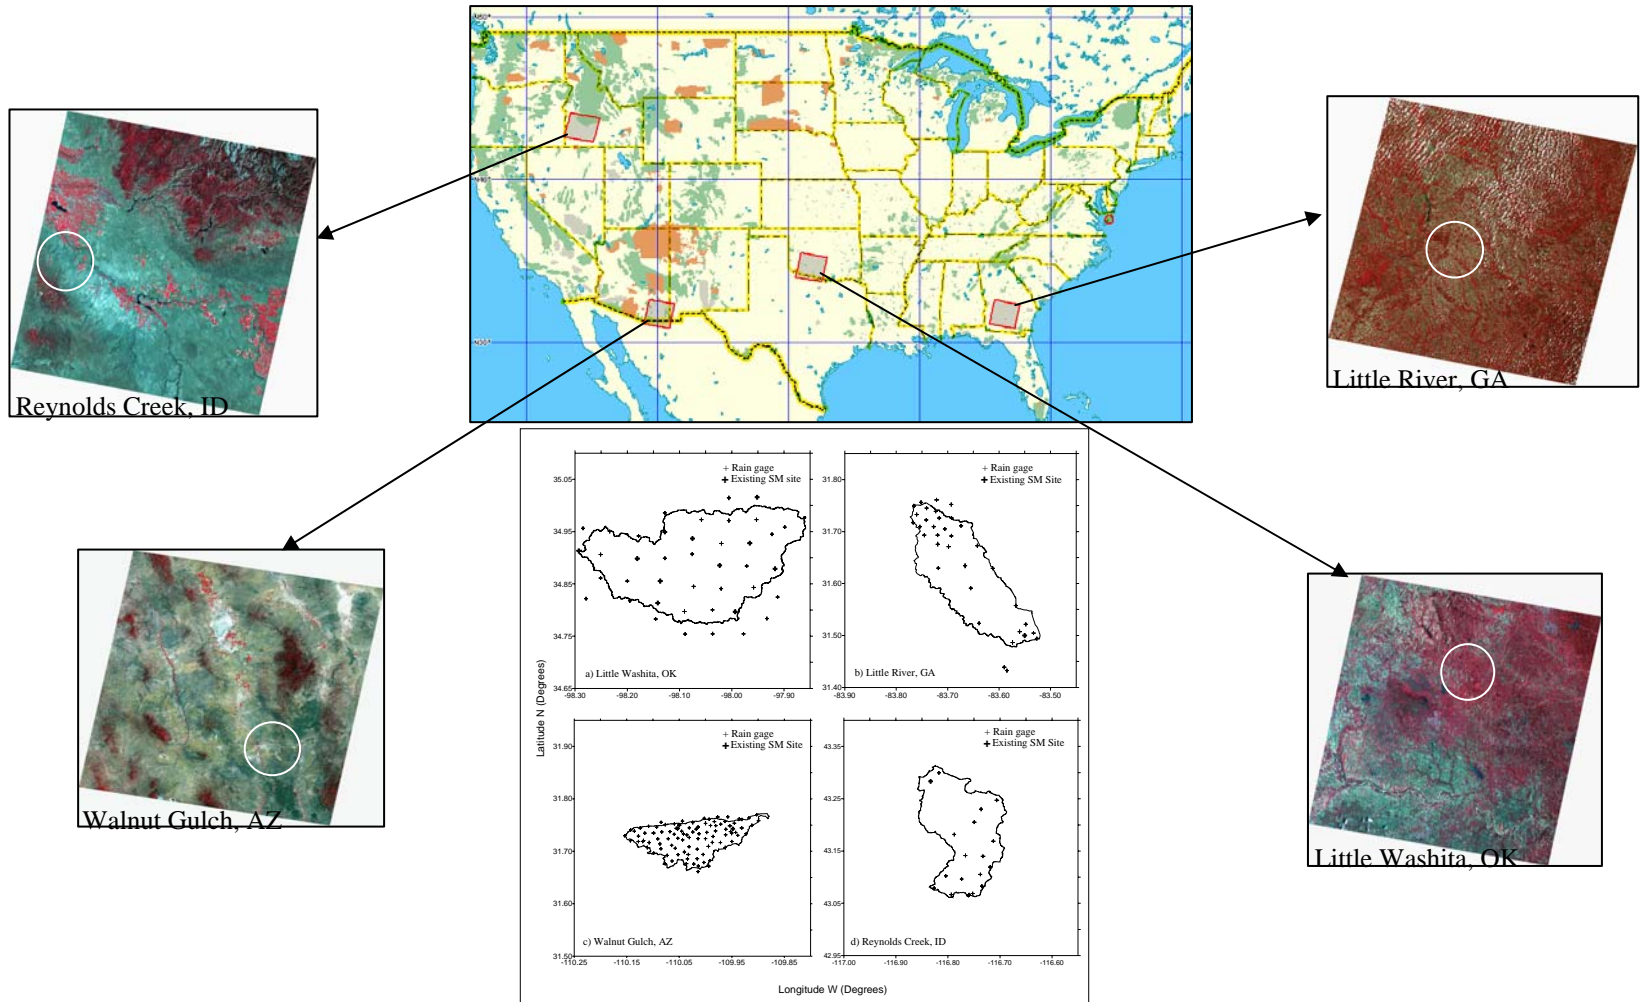 N50°
N40°
N30°
Reynolds Creek, ID
Little River, GA
Walnut Gulch, AZ
Little Washita, OK
+ Rain gage
+ Existing SM site
35.05
34.95
34.85
34.75
34.65
-98.30 -98.20 -98.10 -98.00 -97.90
a) Little Washita, OK
+ Rain gage
+ Existing SM Site
31.80
31.70
31.60
31.50
31.40
-83.90 -83.80 -83.70 -83.60 -83.50
b) Little River, GA
Latitude N (Degrees)
+ Rain gage
+ Existing SM Site
31.90
31.80
31.70
31.60
31.50
-110.25 -110.15 -110.05 -109.95 -109.85
c) Walnut Gulch, AZ
+ Rain gage
+ Existing SM Site
43.35
43.25
43.15
43.05
42.95
-117.00 -116.90 -116.80 -116.70 -116.60
d) Reynolds Creek, ID
Longitude W (Degrees)